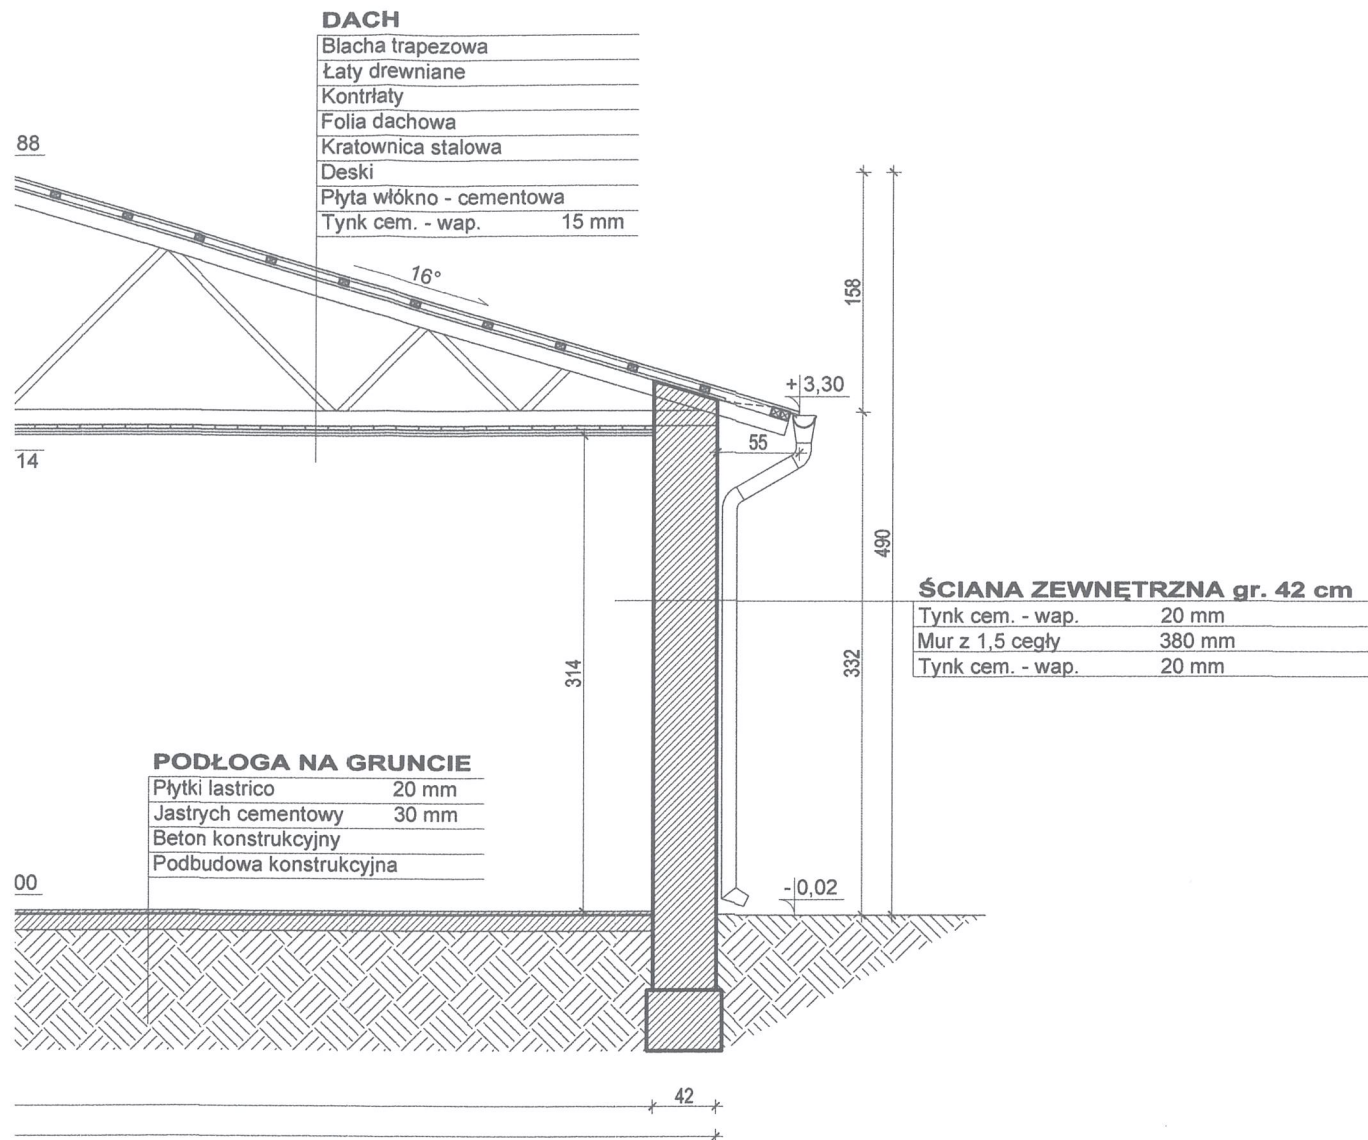 DACH
Blacha trapezowa
Łaty drewniane
Kontrłaty
Folia dachowa
Kratownica stalowa
Deski
Płyta włókno - cementowa
Tynk cem. - wap. 15 mm
88
16°
158
+3,30
55
14
490
ŚCIANA ZEWNĘTRZNA gr. 42 cm
Tynk cem. - wap. 20 mm
Mur z 1,5 cegły 380 mm
Tynk cem. - wap. 20 mm
332
314
PODŁOGA NA GRUNCIE
Płytki lastrico 20 mm
Jastrych cementowy 30 mm
Beton konstrukcyjny
Podbudowa konstrukcyjna
00
-0,02
42